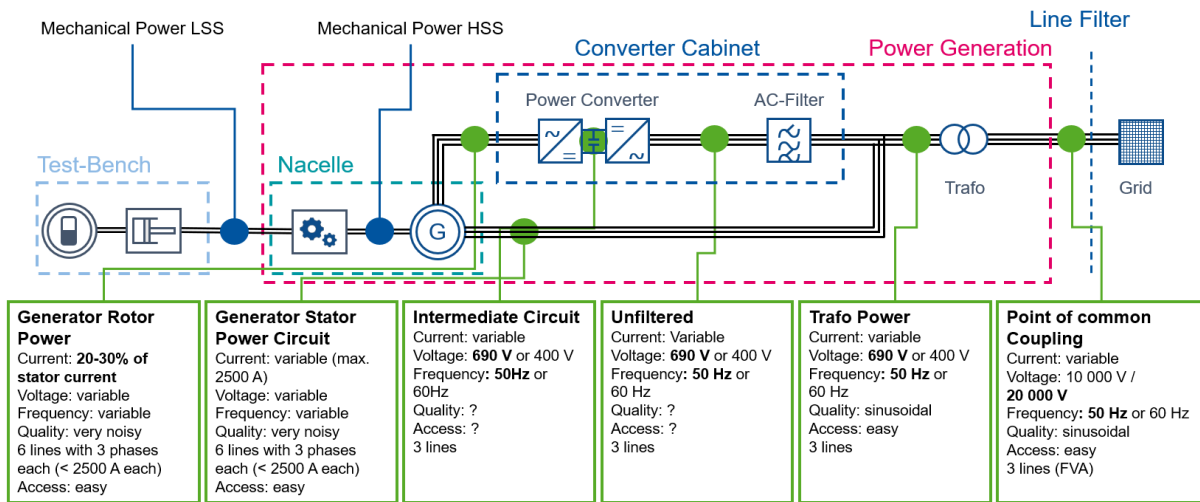 Mechanical Power LSS
Mechanical Power HSS
Line Filter
Converter Cabinet
Power Generation
Power Converter
AC-Filter
Test-Bench
Nacelle
Trafo
Grid
G
Generator Rotor
Power
Current: 20-30% of
stator current
Voltage: variable
Frequency: variable
Quality: very noisy
6 lines with 3 phases
each (< 2500 A each)
Access: easy
Generator Stator
Power Circuit
Current: variable (max.
2500 A)
Voltage: variable
Frequency: variable
Quality: very noisy
6 lines with 3 phases
each (< 2500 A each)
Access: easy
Intermediate Circuit
Current: variable
Voltage: 690 V or 400 V
Frequency: 50Hz or
60Hz
Quality: ?
Access: ?
3 lines
Unfiltered
Current: Variable
Voltage: 690 V or 400 V
Frequency: 50 Hz or
60 Hz
Quality: ?
Access: ?
3 lines
Trafo Power
Current: variable
Voltage: 690 V or 400 V
Frequency: 50 Hz or
60 Hz
Quality: sinusoidal
Access: easy
3 lines
Point of common
Coupling
Current: variable
Voltage: 10 000 V /
20 000 V
Frequency: 50 Hz or 60 Hz
Quality: sinusoidal
Access: easy
3 lines (FVA)